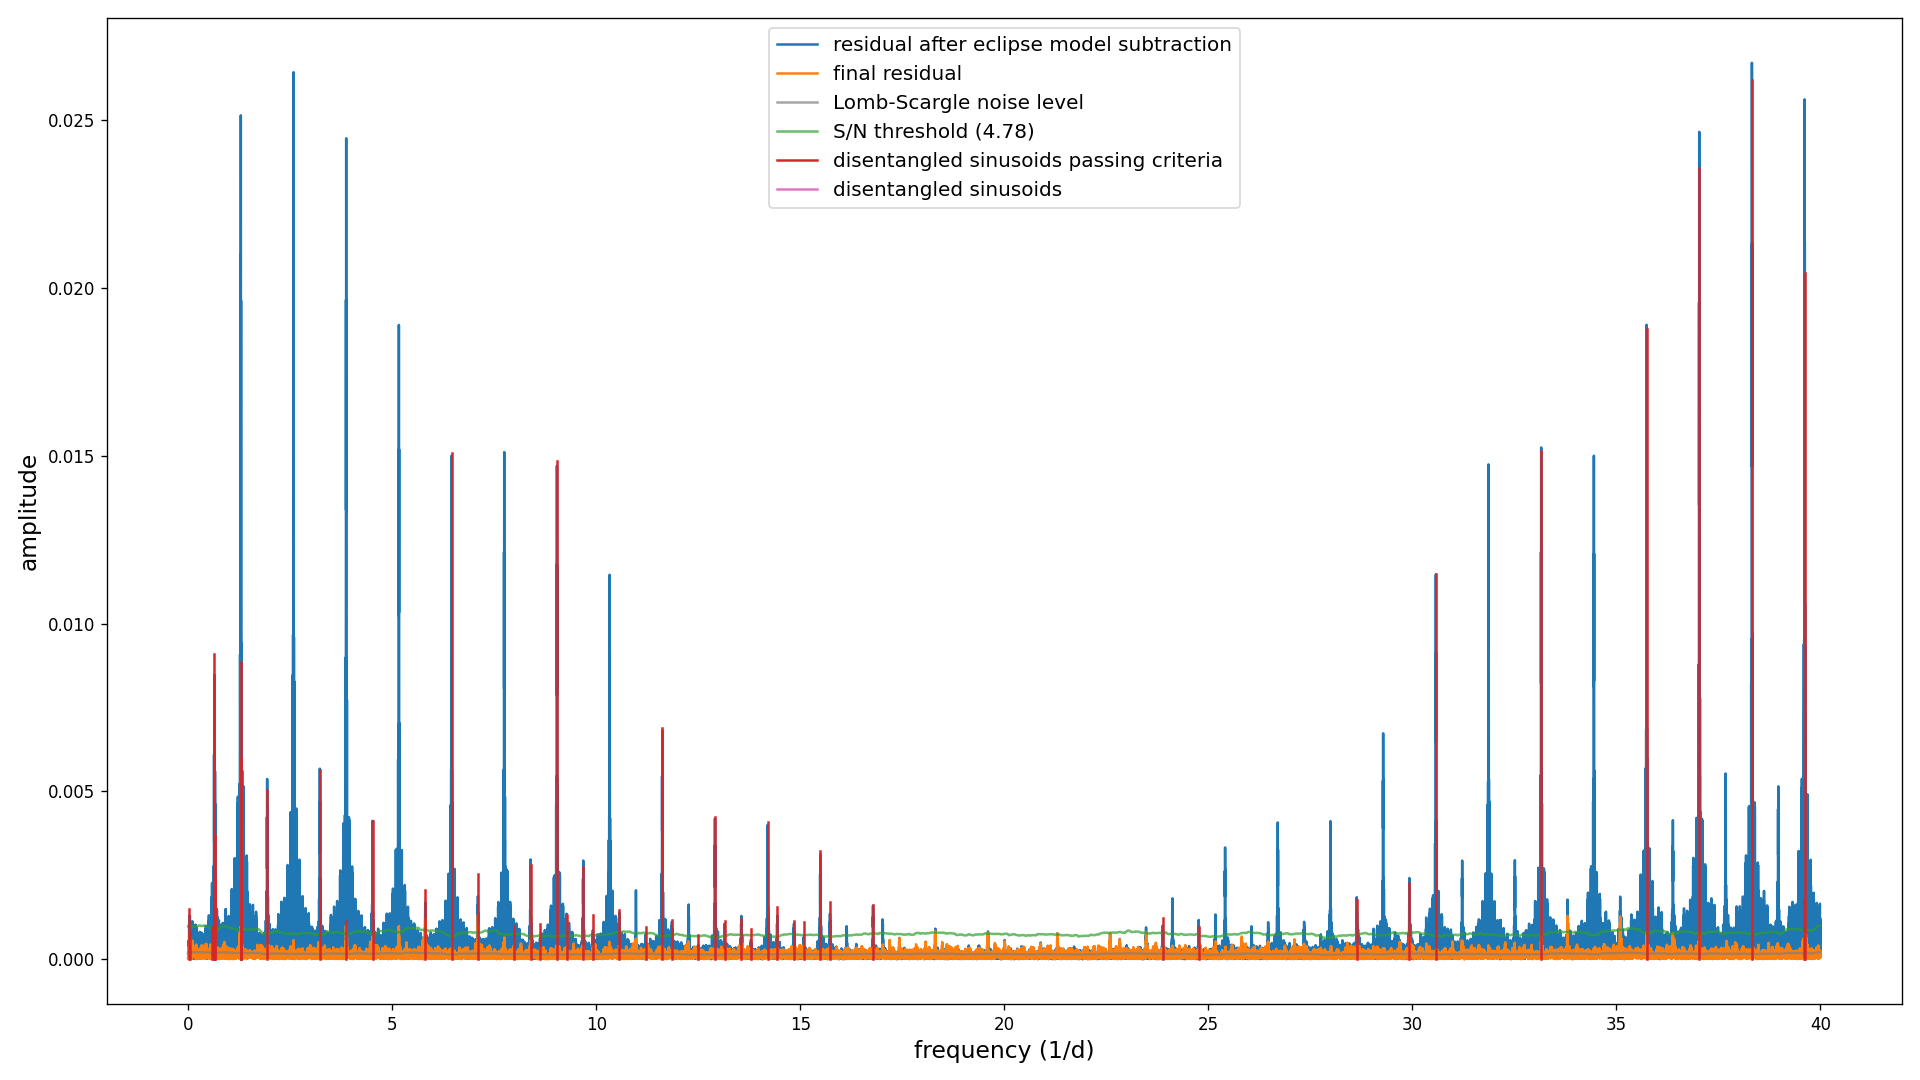 residual after eclipse model subtraction
final residual
Lomb-Scargle noise level
S/N threshold (4.78)
disentangled sinusoids passing criteria
disentangled sinusoids
0.025
0.020
0.015
0.010
0.005
0.000
amplitude
0 5 10 15 20 25 30 35 40
frequency (1/d)